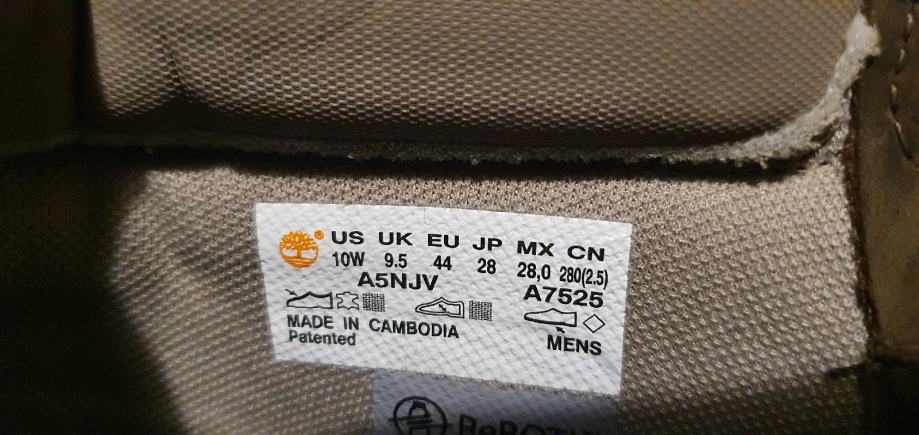 ® US UK EU JP MX CN
10W 9.5 44 28 28,0 280(2.5)
A5NJV A7525
MADE IN CAMBODIA
Patented MENS